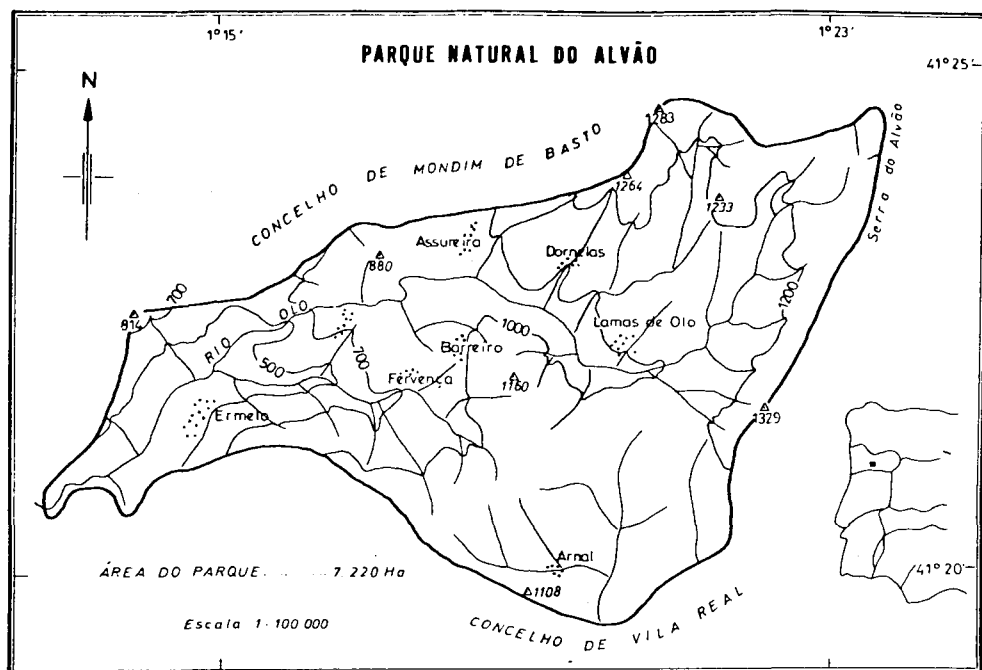 1°15'
1°23'
PARQUE NATURAL DO ALVÃO
41°25'
N
1283
CONCELHO DE MONDIM DE BASTO
Serra do Alvão
1264
1233
Assureira
880
Dornelas
700
1200
814
RIO OLO
1000
Lamas de Olo
Barreiro
700
500
Fervença
1160
Ermelo
1329
Arnal
ÁREA DO PARQUE. .. ... 7.220 Ha
41°20'
1108
Escala 1·100 000
CONCELHO DE VILA REAL